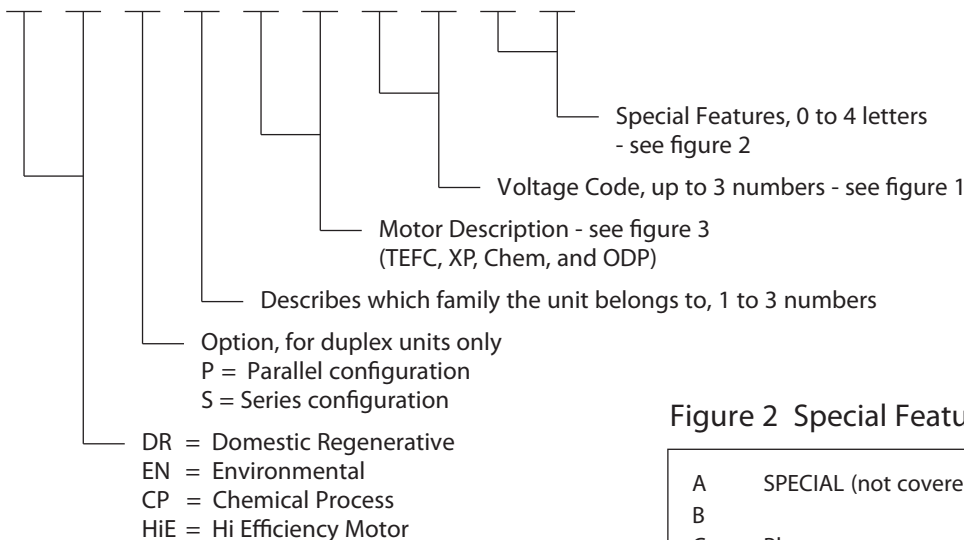 Special Features, 0 to 4 letters
- see figure 2
Voltage Code, up to 3 numbers - see figure 1
Motor Description - see figure 3
(TEFC, XP, Chem, and ODP)
Describes which family the unit belongs to, 1 to 3 numbers
Option, for duplex units only
P = Parallel configuration
S = Series configuration
DR = Domestic Regenerative
EN = Environmental
CP = Chemical Process
HiE = Hi Efficiency Motor
Figure 2 Special
A SPECIAL (not
B